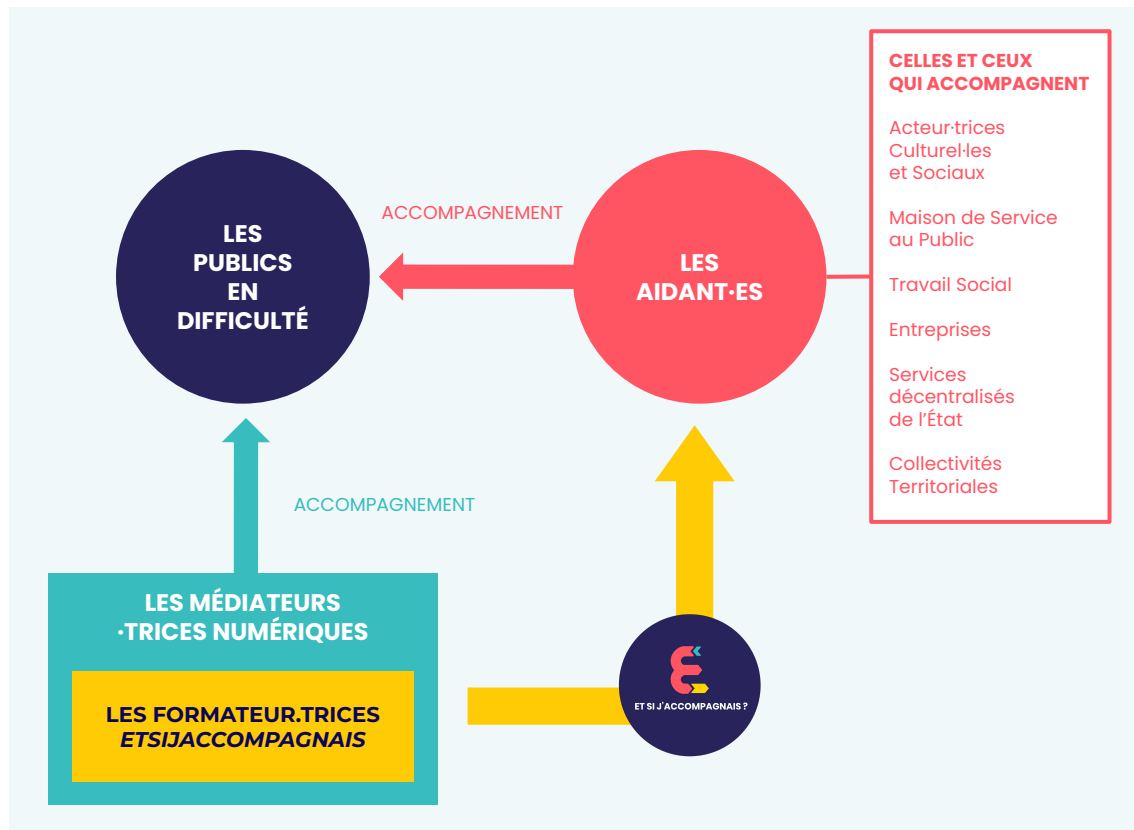 LES
PUBLICS
EN
DIFFICULTÉ
ACCOMPAGNEMENT
LES
AIDANT·ES
CELLES ET CEUX
QUI ACCOMPAGNENT
Acteur·trices
Culturel·les
et Sociaux
Maison de Service
au Public
Travail Social
Entreprises
Services
décentralisés
de l'État
Collectivités
Territoriales
ACCOMPAGNEMENT
LES MÉDIATEURS
·TRICES NUMÉRIQUES
LES FORMATEUR.TRICES
ETSIJACCOMPAGNAIS
ET SI J'ACCOMPAGNAIS ?